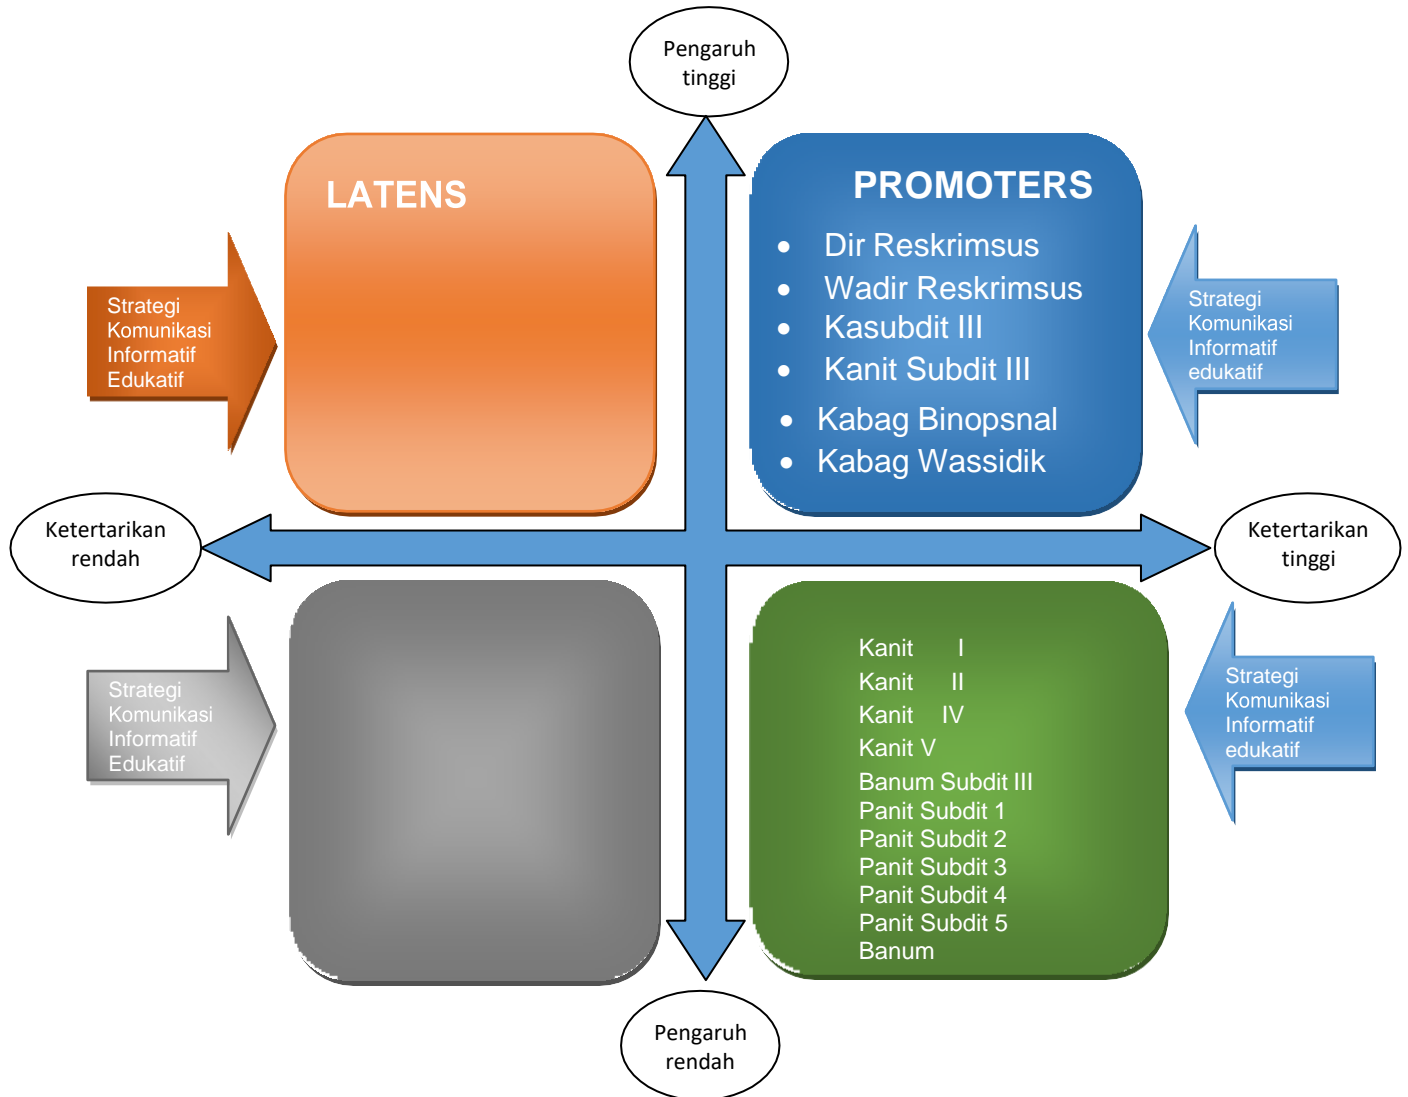 Pengaruh
tinggi
LATENS
PROMOTERS
• Dir Reskrimsus
• Wadir Reskrimsus
• Kasubdit III
• Kanit Subdit III
• Kabag Binopsnal
• Kabag Wassidik
Strategi
Komunikasi
Informatif
Edukatif
Strategi
Komunikasi
Informatif
edukatif
Ketertarikan
rendah
Ketertarikan
tinggi
Strategi
Komunikasi
Informatif
Edukatif
Kanit I
Kanit II
Kanit IV
Kanit V
Banum Subdit III
Panit Subdit 1
Panit Subdit 2
Panit Subdit 3
Panit Subdit 4
Panit Subdit 5
Banum
Strategi
Komunikasi
Informatif
edukatif
Pengaruh
rendah